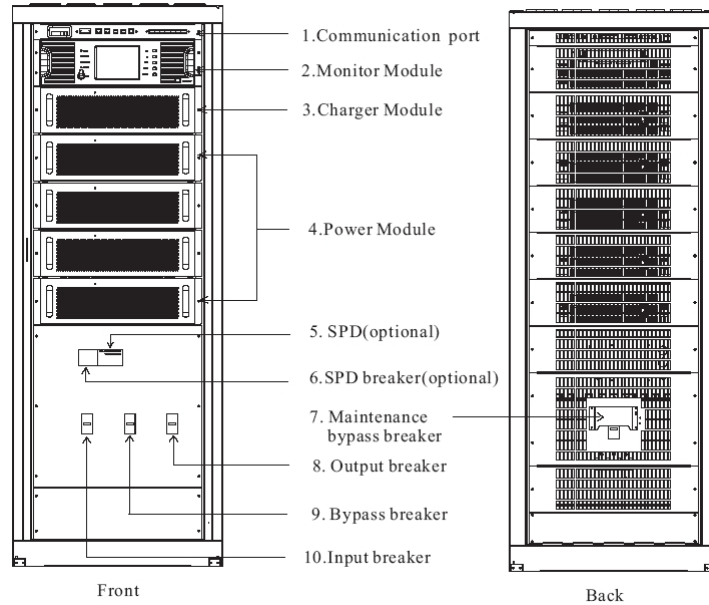 1.Communication port
2.Monitor Module
3.Charger Module
4.Power Module
5. SPD(optional)
6.SPD breaker(optional)
7. Maintenance
bypass breaker
8. Output breaker
9. Bypass breaker
10.Input breaker
Front
Back